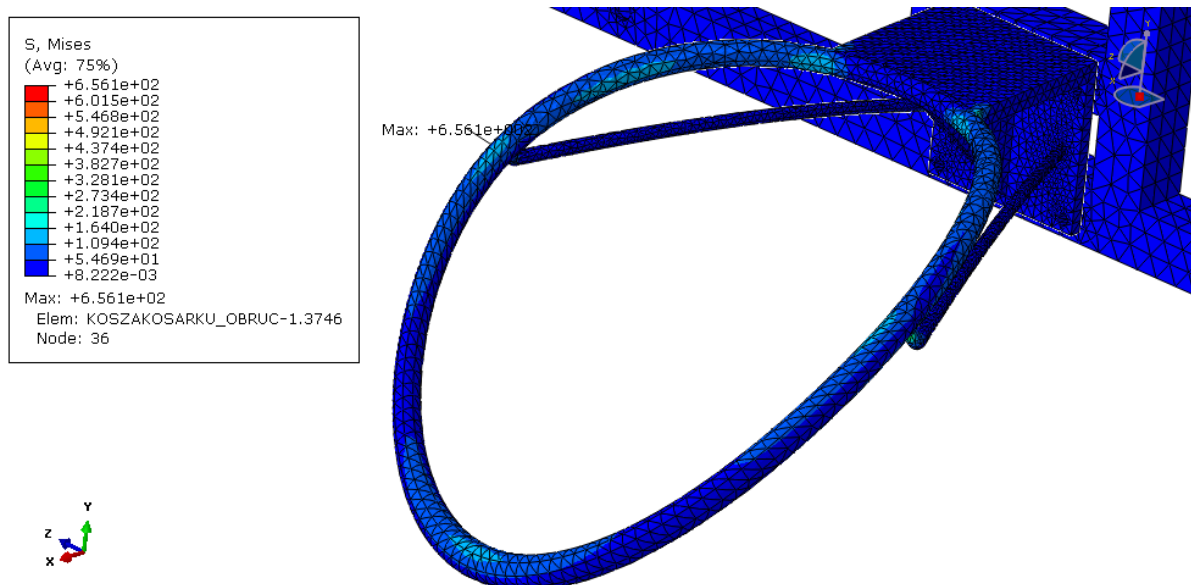 S, Mises
(Avg: 75%)
+6.561e+02
+6.015e+02
+5.468e+02
+4.921e+02
+4.374e+02
+3.827e+02
+3.281e+02
+2.734e+02
+2.187e+02
+1.640e+02
+1.094e+02
+5.469e+01
+8.222e-03
Max: +6.561e+02
Elem: KOSZAKOSARKU_OBRUC-1.3746
Node: 36
Max: +6.561e+002
Y
Z
X
Y
Z
X